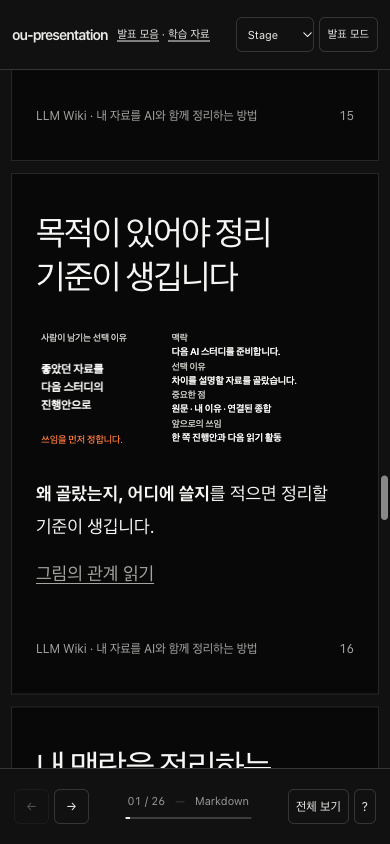 ou-presentation 발표 모음 · 학습 자료 Stage 발표 모드
LLM Wiki · 내 자료를 AI와 함께 정리하는 방법 15
목적이 있어야 정리
기준이 생깁니다
사람이 남기는 선택 이유
좋았던 자료를
다음 스터디의
진행안으로
쓰임을 먼저 정합니다.
맥락
다음 AI 스터디를 준비합니다.
선택 이유
차이를 설명할 자료를 골랐습니다.
중요한 점
원문 · 내 이유 · 연결된 종합
앞으로의 쓰임
한 쪽 진행안과 다음 읽기 활동
왜 골랐는지, 어디에 쓸지를 적으면 정리할
기준이 생깁니다.
그림의 관계 읽기
LLM Wiki · 내 자료를 AI와 함께 정리하는 방법 16
내 맥락을 정리하는
← → 01 / 26 — Markdown 전체 보기 ?